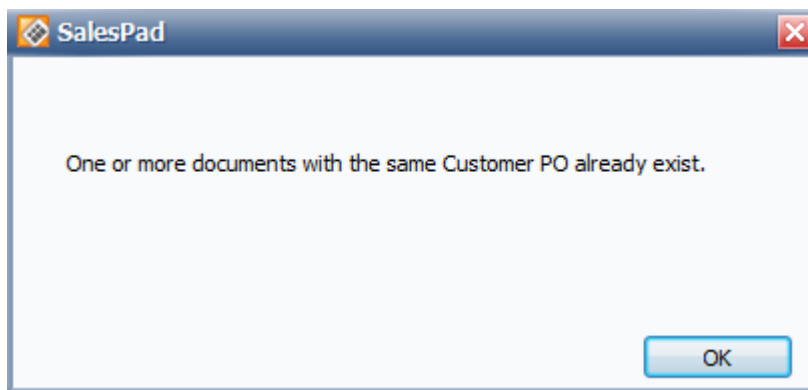 SalesPad
One or more documents with the same Customer PO already exist.
OK